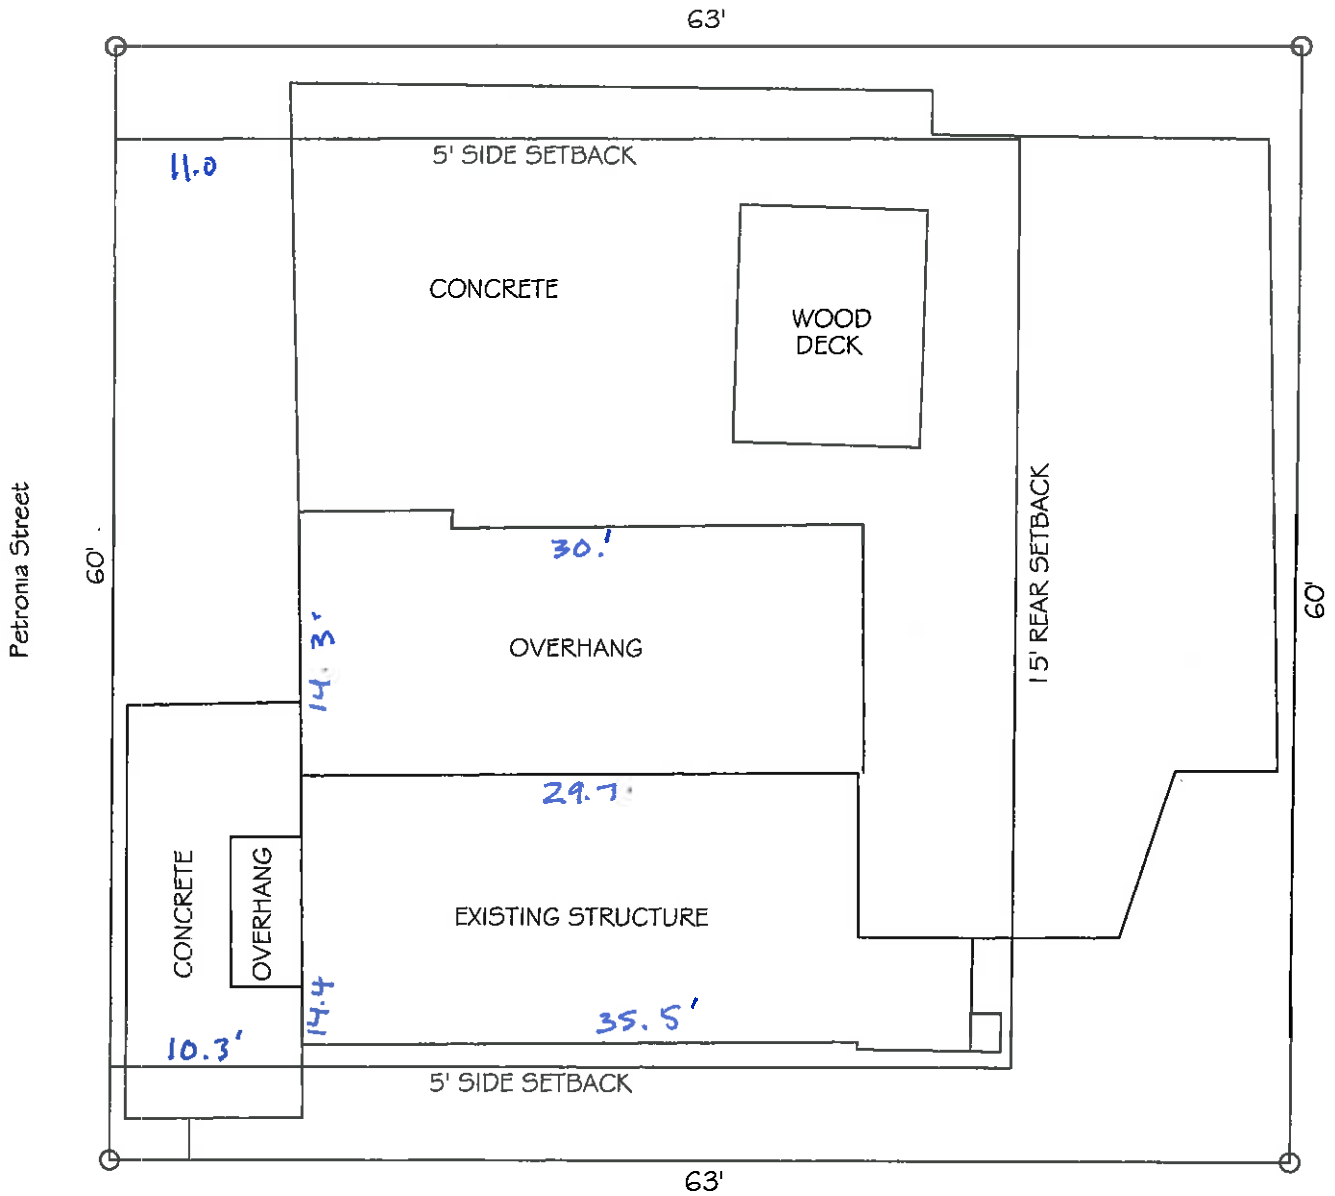 63'
5' SIDE SETBACK
11.0
CONCRETE
WOOD
DECK
Petronia Street
60'
15' REAR SETBACK
60'
30.'
14.3'
OVERHANG
29.7
CONCRETE
OVERHANG
EXISTING STRUCTURE
14.4
35.5'
10.3'
5' SIDE SETBACK
63'